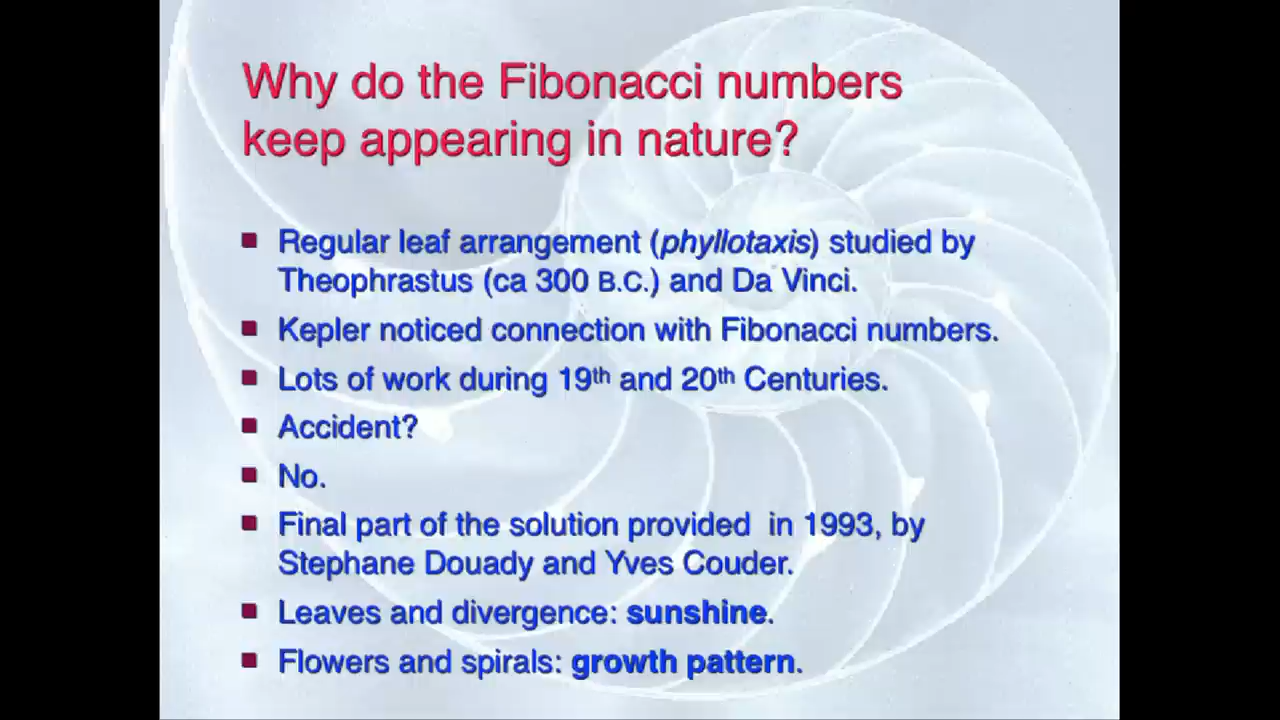 Why do the Fibonacci numbers
keep appearing in nature?
Regular leaf arrangement (phyllotaxis) studied by
Theophrastus (ca 300 B.C.) and Da Vinci.
Kepler noticed connection with Fibonacci numbers.
Lots of work during 19th and 20th Centuries.
Accident?
No.
Final part of the solution provided  in 1993, by
Stephane Douady and Yves Couder.
Leaves and divergence: sunshine.
Flowers and spirals: growth pattern.